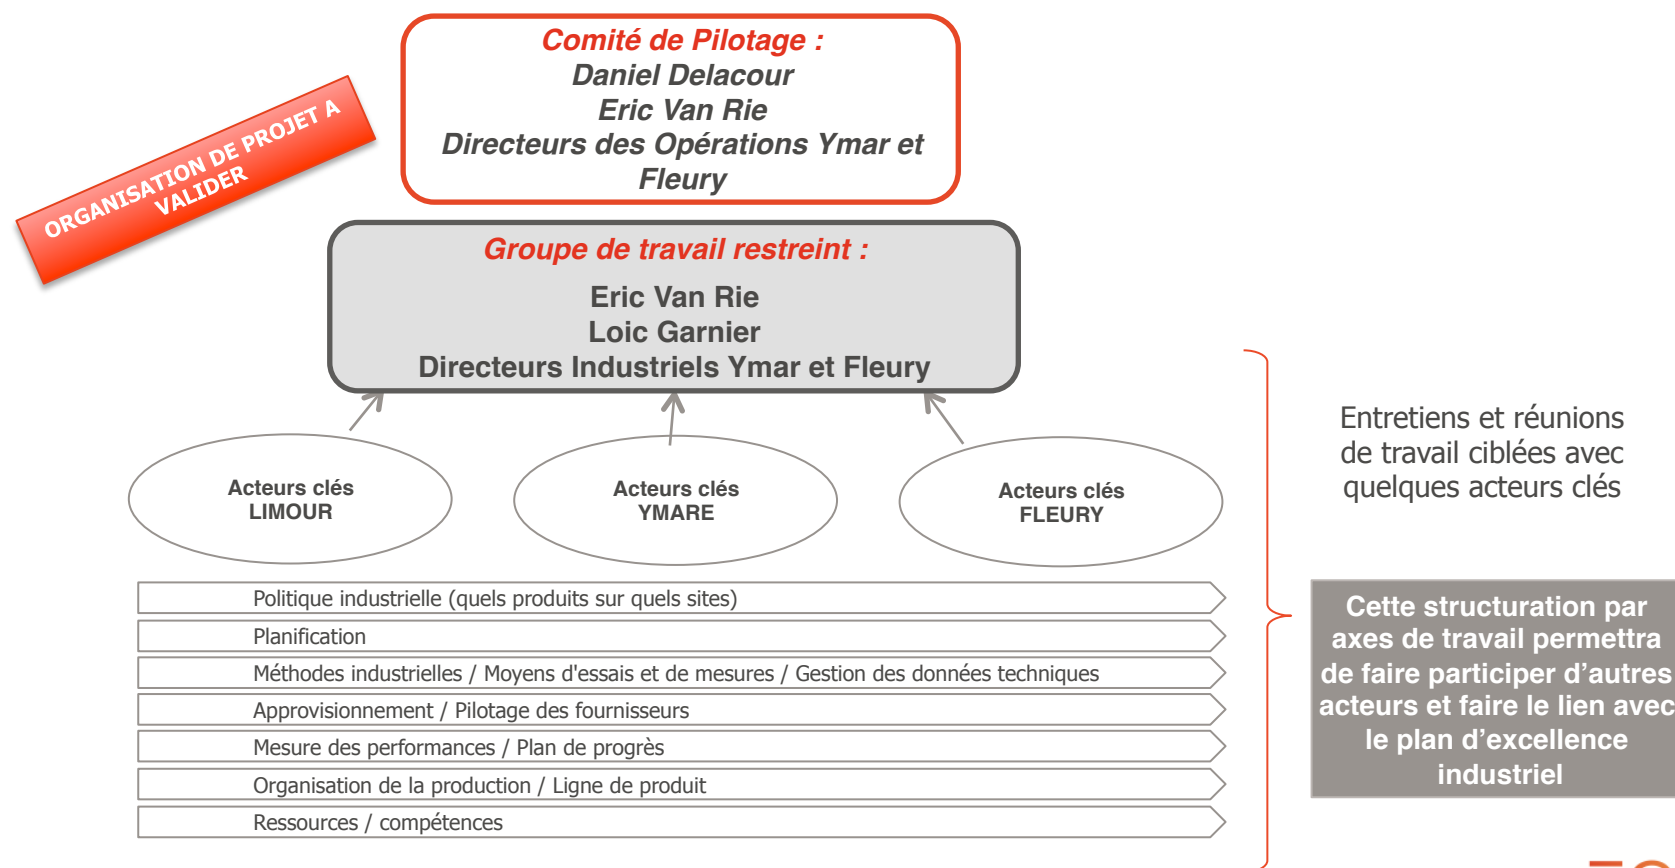 Comité de Pilotage :
Daniel Delacour
Eric Van Rie
Directeurs des Opérations Ymar et
Fleury
ORGANISATION DE PROJET A
VALIDER
Groupe de travail restreint :
Eric Van Rie
Loic Garnier
Directeurs Industriels Ymar et Fleury
Acteurs clés
LIMOUR
Acteurs clés
YMARE
Acteurs clés
FLEURY
Entretiens et réunions
de travail ciblées avec
quelques acteurs clés
Politique industrielle (quels produits sur quels sites)
Planification
Méthodes industrielles / Moyens d'essais et de mesures / Gestion des données techniques
Approvisionnement / Pilotage des fournisseurs
Mesure des performances / Plan de progrès
Organisation de la production / Ligne de produit
Ressources / compétences
Cette structuration par
axes de travail permettra
de faire participer d’autres
acteurs et faire le lien avec
le plan d’excellence
industriel